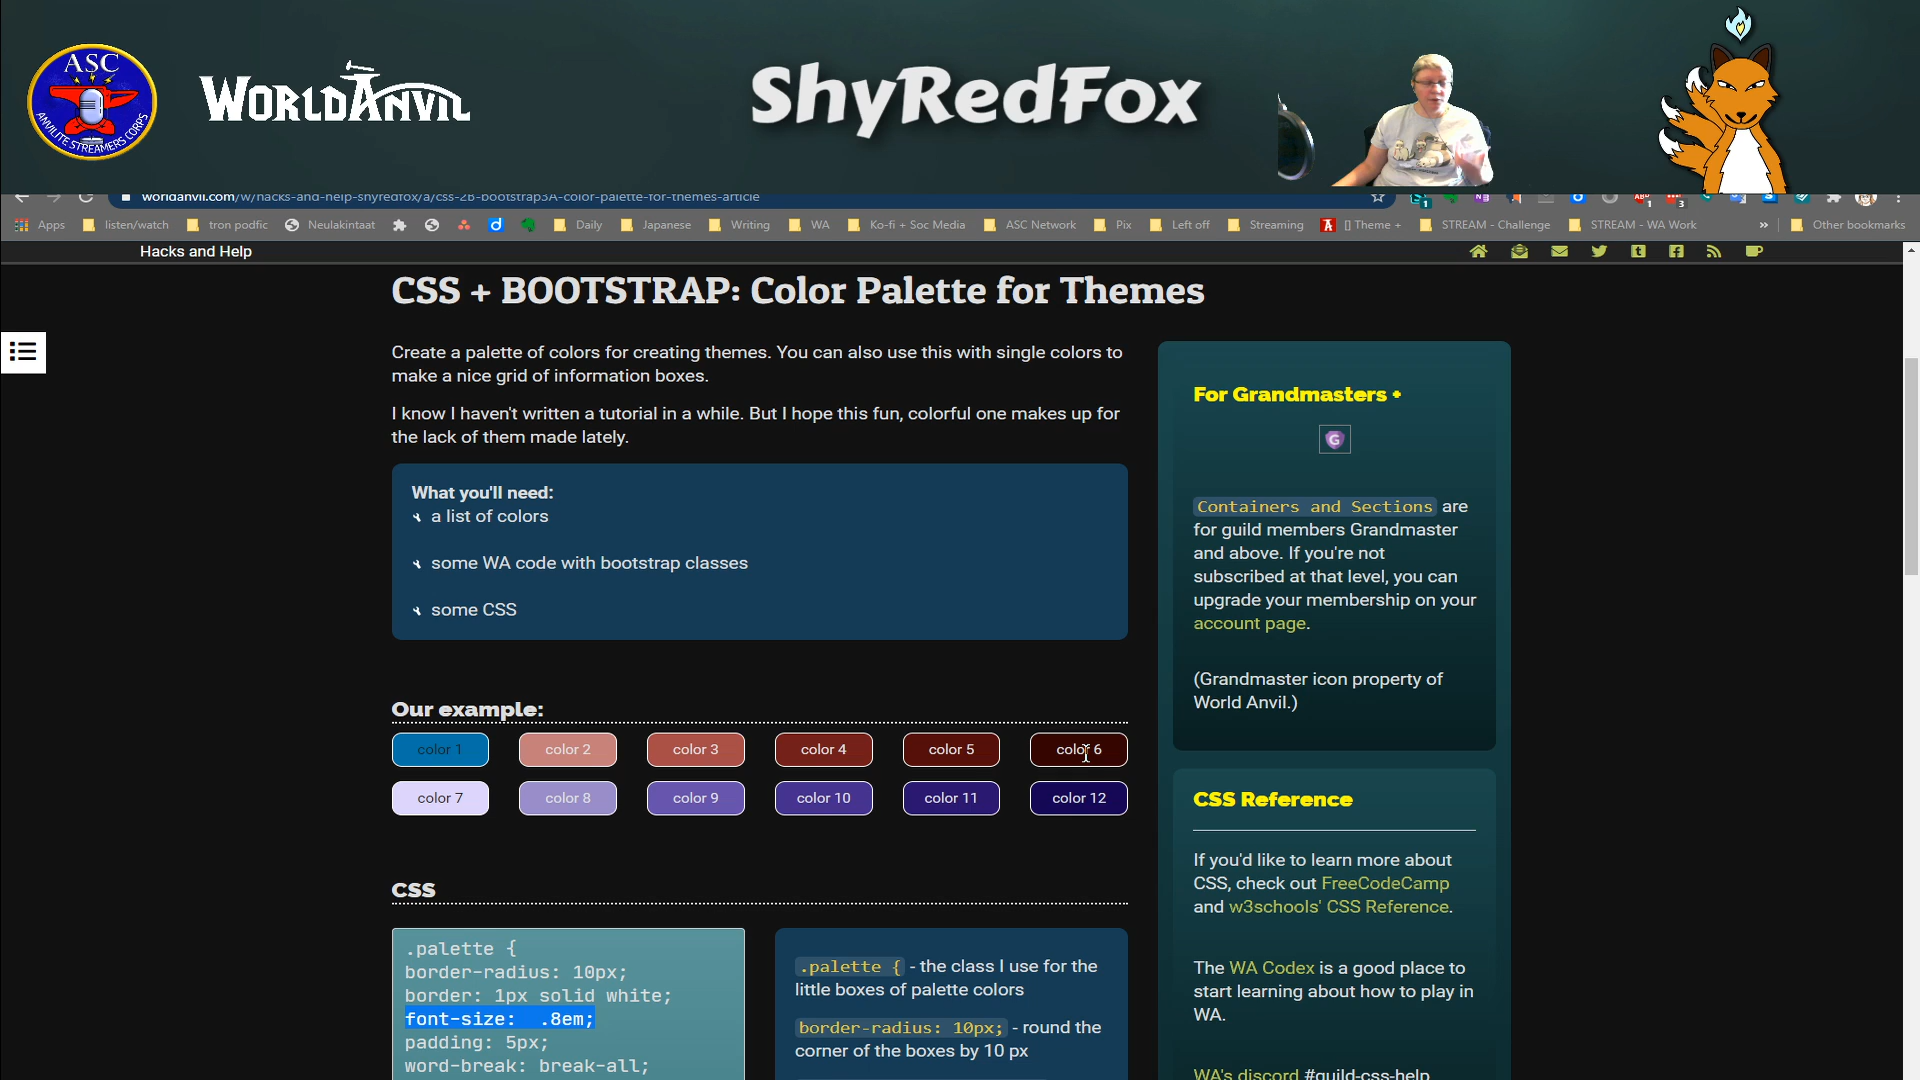 ASC
ANVILITE STREAMERS CORPS
WORLDANVIL
ShyRedFox
worldanvil.com/w/hacks-and-help-shyredfox/a/css-2B-bootstrap3A-color-palette-for-themes-article
Apps
listen/watch
tron podfic
Neulakintaat
Daily
Japanese
Writing
WA
Ko-fi + Soc Media
ASC Network
Pix
Left off
Streaming
[] Theme +
STREAM - Challenge
STREAM - WA Work
»
Other bookmarks
Hacks and Help
CSS + BOOTSTRAP: Color Palette for Themes
Create a palette of colors for creating themes. You can also use this with single colors to
make a nice grid of information boxes.
I know I haven't written a tutorial in a while. But I hope this fun, colorful one makes up for
the lack of them made lately.
What you'll need:
a list of colors
some WA code with bootstrap classes
some CSS
Our example:
color 1
color 2
color 3
color 4
color 5
color 6
color 7
color 8
color 9
color 10
color 11
color 12
CSS
.palette {
border-radius: 10px;
border: 1px solid white;
font-size: .8em;
padding: 5px;
word-break: break-all;
.palette { - the class I use for the
little boxes of palette colors
border-radius: 10px; - round the
corner of the boxes by 10 px
For Grandmasters +
G
Containers and Sections are
for guild members Grandmaster
and above. If you're not
subscribed at that level, you can
upgrade your membership on your
account page.
(Grandmaster icon property of
World Anvil.)
CSS Reference
If you'd like to learn more about
CSS, check out FreeCodeCamp
and w3schools' CSS Reference.
The WA Codex is a good place to
start learning about how to play in
WA.
WA's discord #guild-css-help